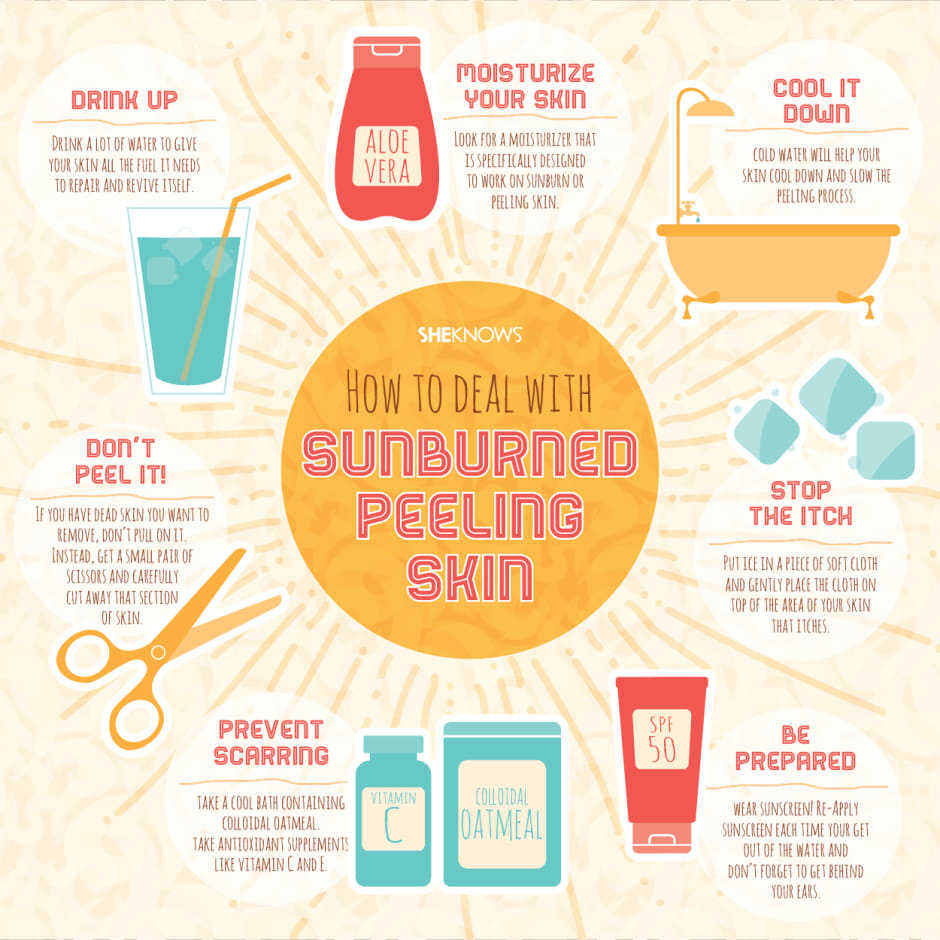 SHEKNOWS
HOW TO DEAL WITH
SUNBURNED
PEELING
SKIN
DRINK UP
DRINK A LOT OF WATER TO GIVE
YOUR SKIN ALL THE FUEL IT NEEDS
TO REPAIR AND REVIVE ITSELF.
ALOE
VERA
MOISTURIZE
YOUR SKIN
LOOK FOR A MOISTURIZER THAT
IS SPECIFICALLY DESIGNED
TO WORK ON SUNBURN OR
PEELING SKIN.
COOL IT
DOWN
COLD WATER WILL HELP YOUR
SKIN COOL DOWN AND SLOW THE
PEELING PROCESS.
DON'T
PEEL IT!
IF YOU HAVE DEAD SKIN YOU WANT TO
REMOVE, DON'T PULL ON IT.
INSTEAD, GET A SMALL PAIR OF
SCISSORS AND CAREFULLY
CUT AWAY THAT SECTION
OF SKIN.
STOP
THE ITCH
PUT ICE IN A PIECE OF SOFT CLOTH
AND GENTLY PLACE THE CLOTH ON
TOP OF THE AREA OF YOUR SKIN
THAT ITCHES.
PREVENT
SCARRING
TAKE A COOL BATH CONTAINING
COLLOIDAL OATMEAL.
TAKE ANTIOXIDANT SUPPLEMENTS
LIKE VITAMIN C AND E.
VITAMIN
C
COLLOIDAL
OATMEAL
SPF
50
BE
PREPARED
WEAR SUNSCREEN! RE-APPLY
SUNSCREEN EACH TIME YOUR GET
OUT OF THE WATER AND
DON'T FORGET TO GET BEHIND
YOUR EARS.